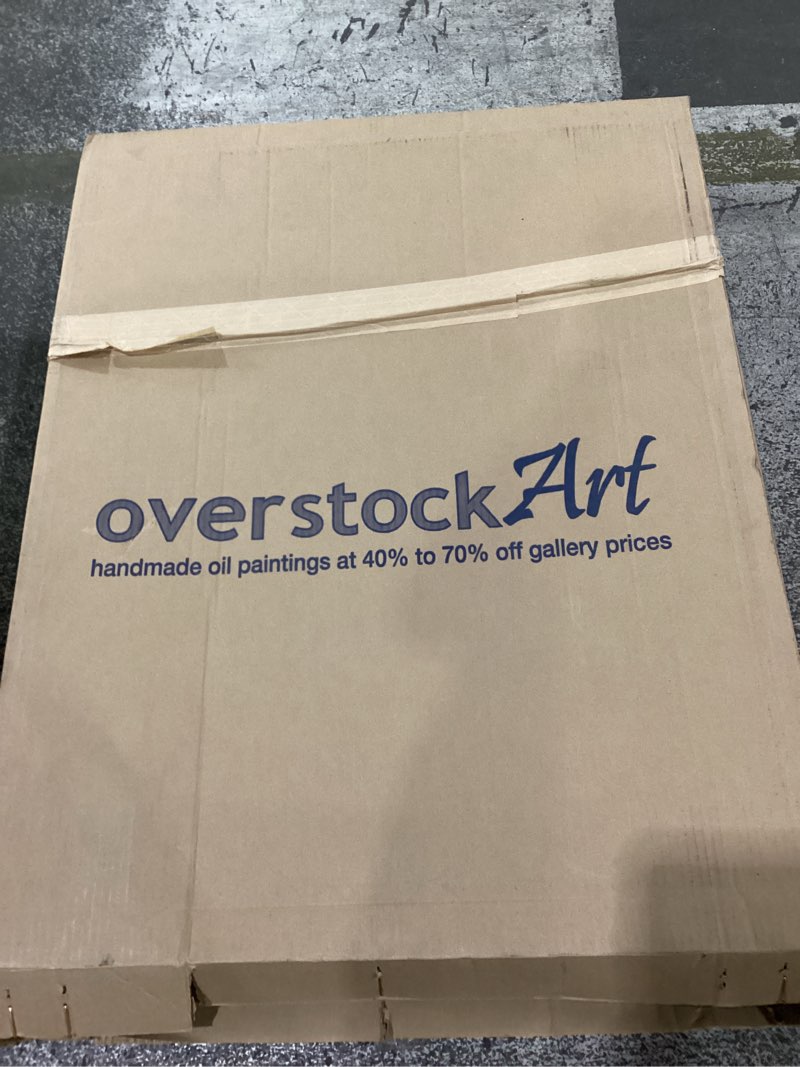 overstockArt
handmade oil paintings at 40% to 70% off gallery prices